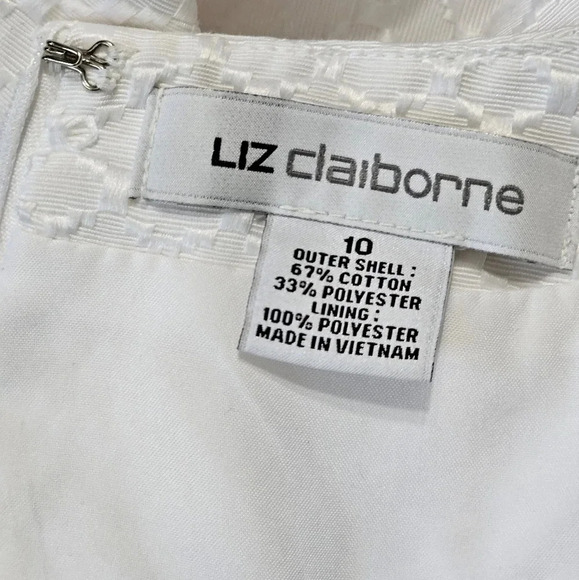 LIZ claiborne
10
OUTER SHELL :
67% COTTON
33% POLYESTER
LINING :
100% POLYESTER
MADE IN VIETNAM